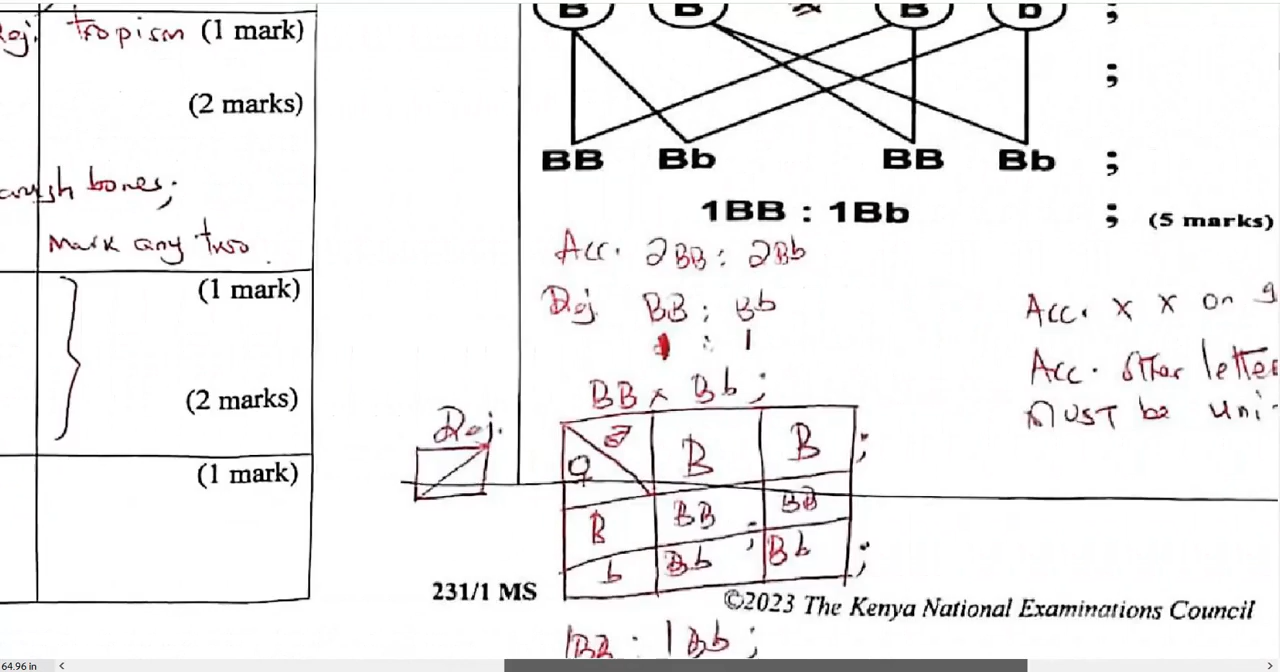 Rej: tropism (1 mark)
(2 marks)
bones;
Mark any two.
(1 mark)
(2 marks)
(1 mark)
B B x B b ;
;
BB Bb BB Bb ;
1BB : 1Bb ; (5 marks)
Acc. 2BB : 2Bb
Rej BB : Bb
: 1
BB x Bb ;
Rej.
♂ B B ;
♀
B BB BB
b Bb ; Bb ;
1BB : 1Bb ;
Acc. x x on g
Acc. other letter
MUST be uni
231/1 MS
©2023 The Kenya National Examinations Council
64.96 in